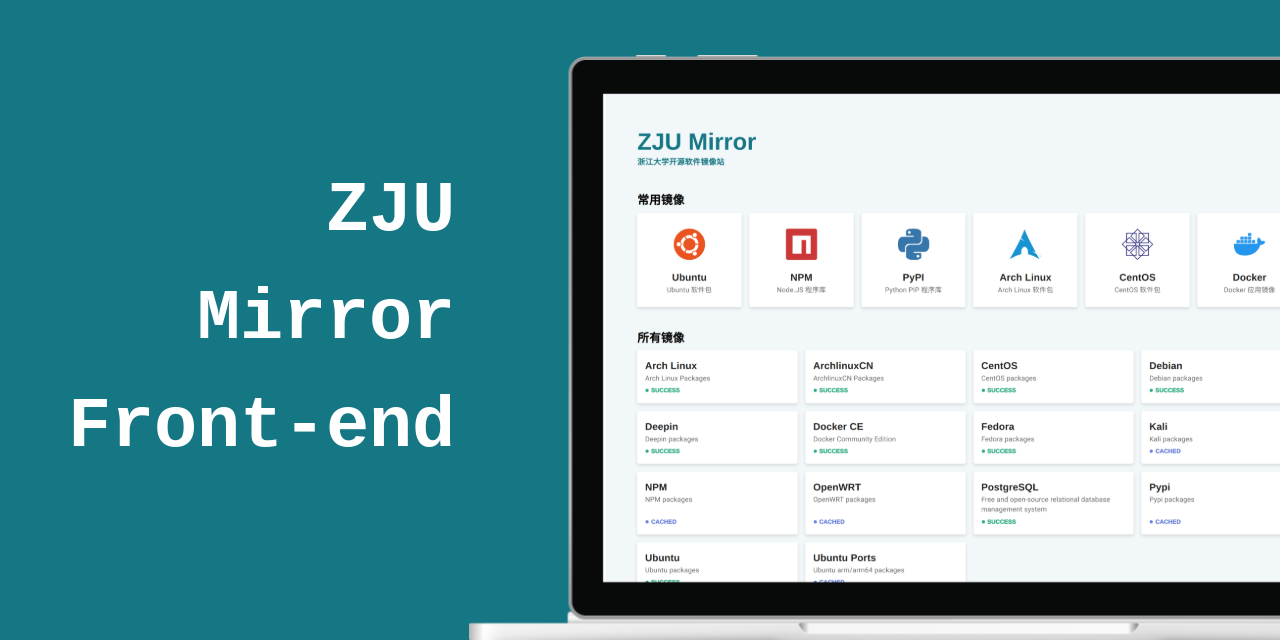 ZJU
Mirror
Front-end
ZJU Mirror
浙江大学开源软件镜像站
常用镜像
Ubuntu
Ubuntu 软件包
NPM
Node.JS 程序库
PyPI
Python PIP 程序库
Arch Linux
Arch Linux 软件包
CentOS
CentOS 软件包
Docker
Docker 应用镜像
所有镜像
Arch Linux
Arch Linux Packages
SUCCESS
ArchlinuxCN
ArchlinuxCN Packages
SUCCESS
CentOS
CentOS packages
SUCCESS
Debian
Debian packages
SUCCESS
Deepin
Deepin packages
SUCCESS
Docker CE
Docker Community Edition
SUCCESS
Fedora
Fedora packages
SUCCESS
Kali
Kali packages
CACHED
NPM
NPM packages
CACHED
OpenWRT
OpenWRT packages
CACHED
PostgreSQL
Free and open-source relational database
management system
SUCCESS
Pypi
Pypi packages
CACHED
Ubuntu
Ubuntu packages
SUCCESS
Ubuntu Ports
Ubuntu arm/arm64 packages
CACHED